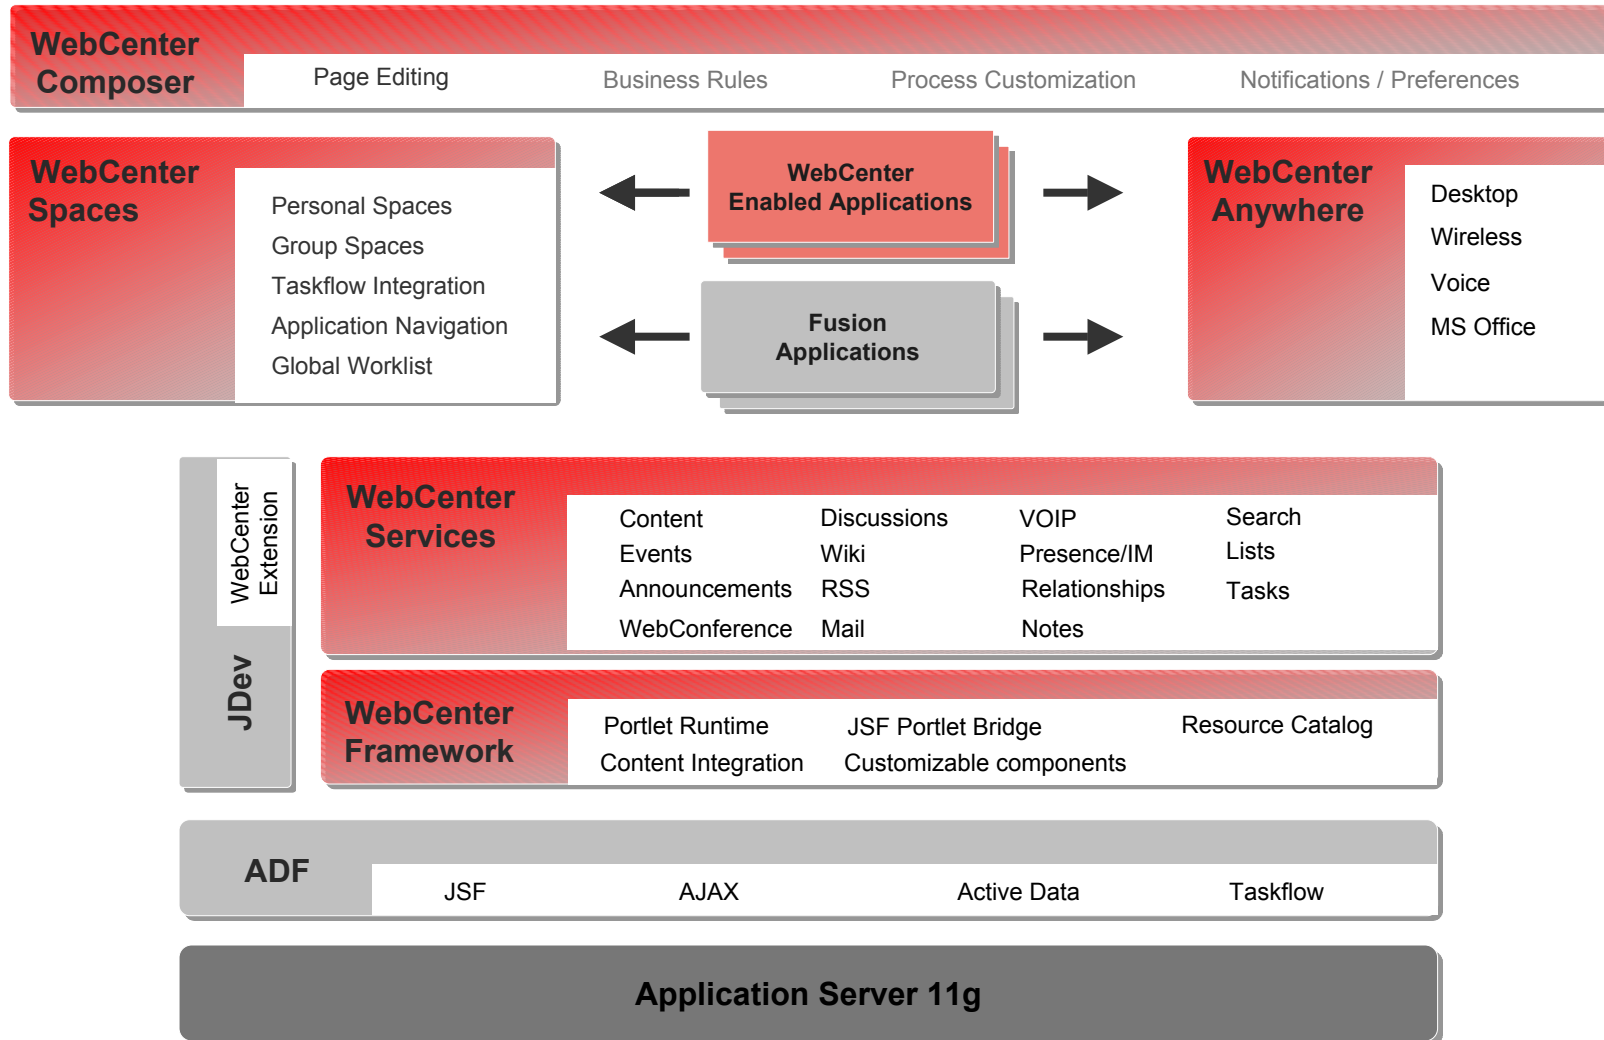 WebCenter
Composer
Page Editing
Business Rules
Process Customization
Notifications / Preferences
WebCenter
Spaces
Personal Spaces
Group Spaces
Taskflow Integration
Application Navigation
Global Worklist
WebCenter
Enabled Applications
Fusion
Applications
WebCenter
Anywhere
Desktop
Wireless
Voice
MS Office
WebCenter
Extension
JDev
WebCenter
Services
Content
Discussions
VOIP
Search
Events
Wiki
Presence/IM
Lists
Announcements
RSS
Relationships
Tasks
WebConference
Mail
Notes
WebCenter
Framework
Portlet Runtime
JSF Portlet Bridge
Resource Catalog
Content Integration
Customizable components
ADF
JSF
AJAX
Active Data
Taskflow
Application Server 11g